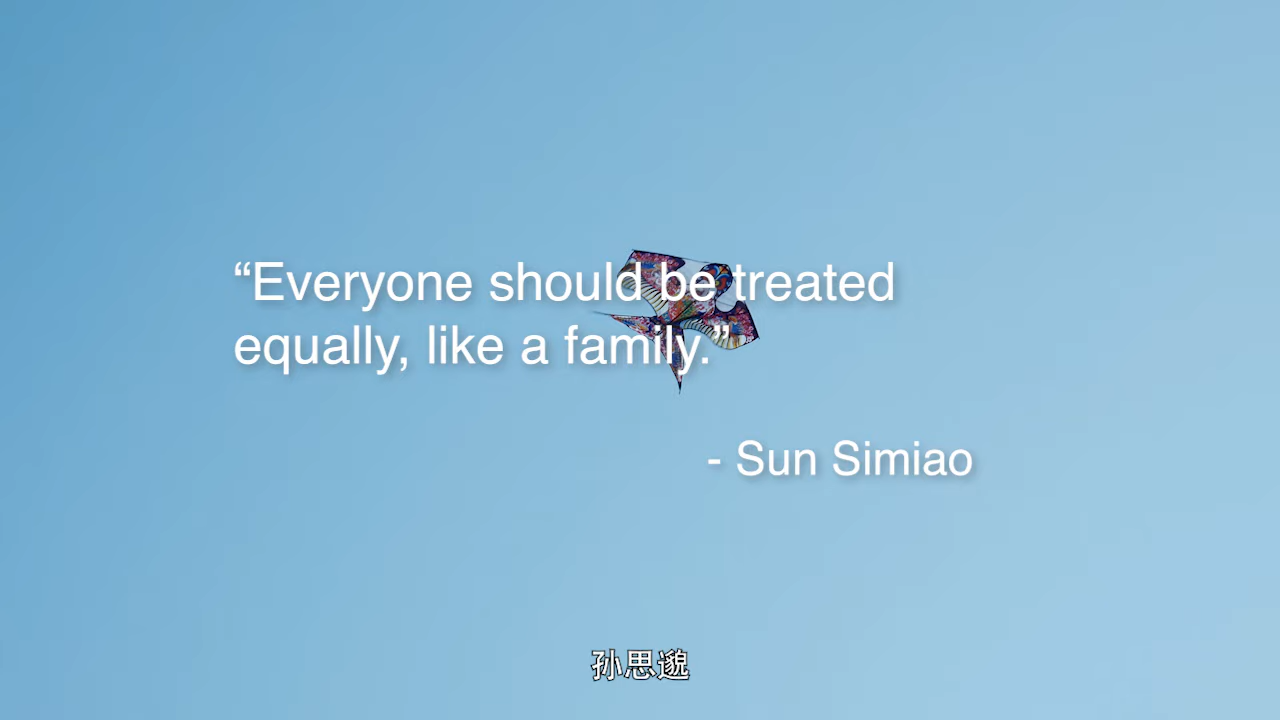 “Everyone should be treated
equally, like a family.”
- Sun Simiao
孙思邈